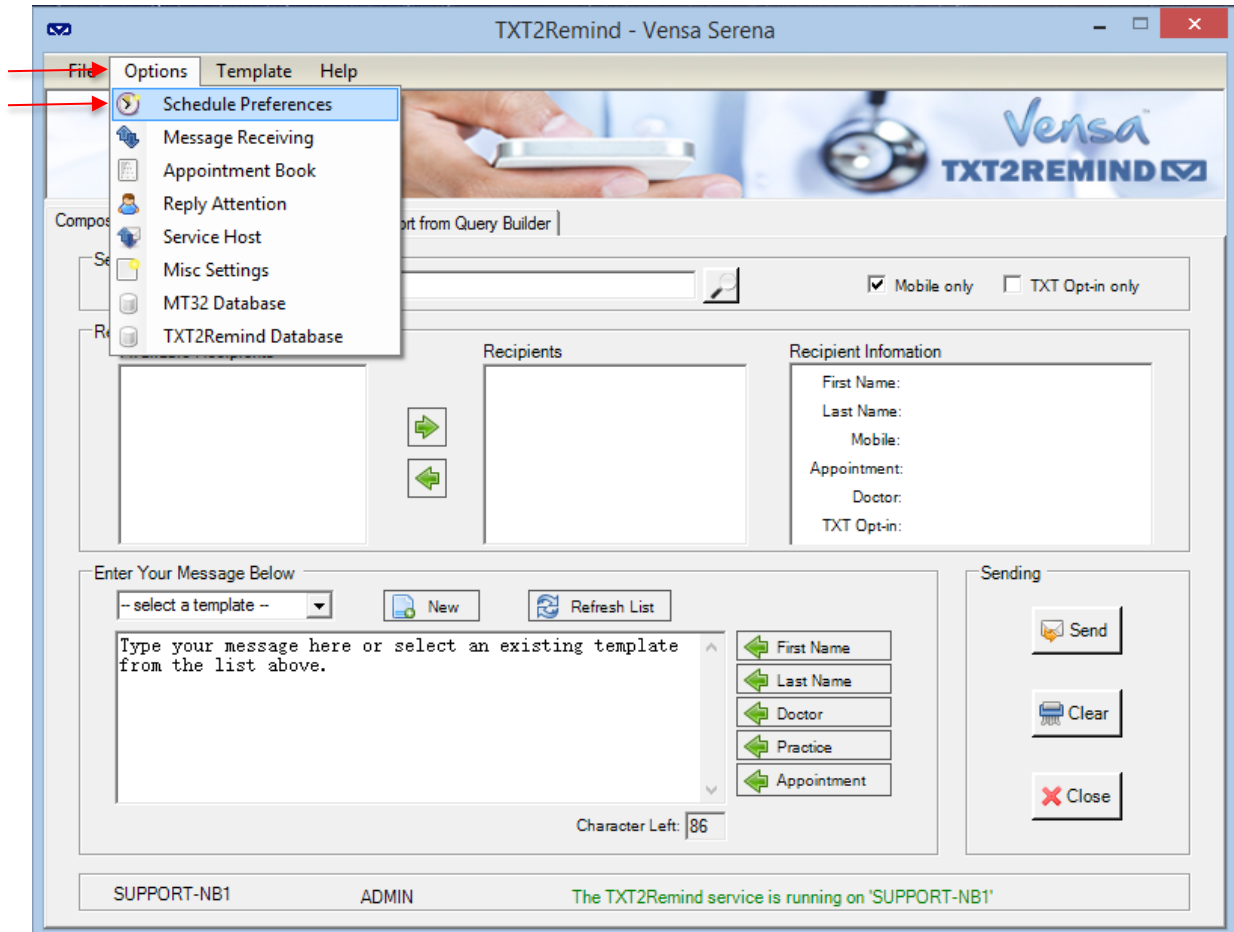 TXT2Remind - Vensa Serena
File Options Template Help
Schedule Preferences
Message Receiving
Appointment Book
Reply Attention
Service Host
Misc Settings
MT32 Database
TXT2Remind Database
Vensa
TXT2REMIND
Compos
ort from Query Builder
Se
Mobile only
TXT Opt-in only
Re
Available Recipients
Recipients
Recipient Infomation
First Name:
Last Name:
Mobile:
Appointment:
Doctor:
TXT Opt-in:
Enter Your Message Below
-- select a template --
New
Refresh List
Type your message here or select an existing template
from the list above.
First Name
Last Name
Doctor
Practice
Appointment
Character Left: 86
Sending
Send
Clear
Close
SUPPORT-NB1 ADMIN The TXT2Remind service is running on 'SUPPORT-NB1'